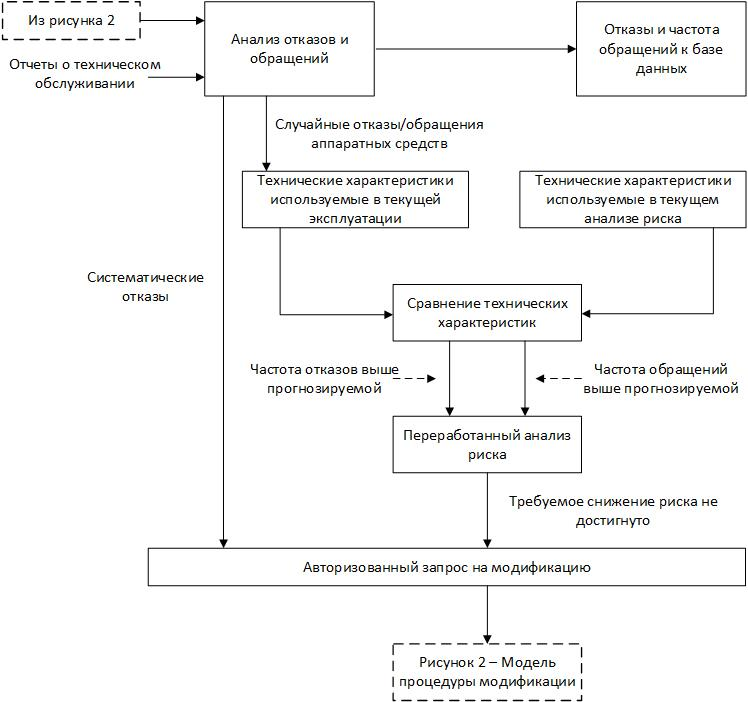 Из рисунка 2
Анализ отказов и
обращений
Отказы и частота
обращений к базе
данных
Отчеты о техническом
обслуживании
Случайные отказы/обращения
аппаратных средств
Технические характеристики
используемые в текущей
эксплуатации
Технические характеристики
используемые в текущем
анализе риска
Систематические
отказы
Сравнение технических
характеристик
Частота отказов выше
прогнозируемой
Частота обращений
выше прогнозируемой
Переработанный анализ
риска
Требуемое снижение риска не
достигнуто
Авторизованный запрос на модификацию
Рисунок 2 – Модель
процедуры модификации